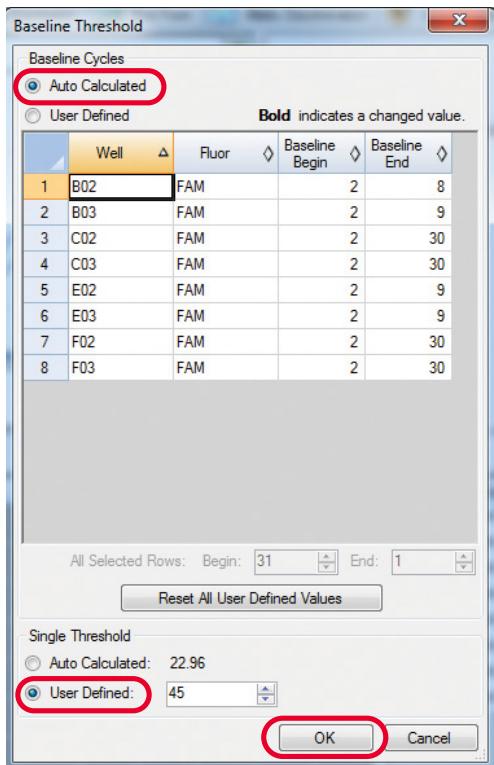 Baseline Threshold
Baseline Cycles
Auto Calculated
User Defined Bold indicates a changed value.
Well Fluor Baseline Begin Baseline End
1 B02 FAM 2 8
2 B03 FAM 2 9
3 C02 FAM 2 30
4 C03 FAM 2 30
5 E02 FAM 2 9
6 E03 FAM 2 9
7 F02 FAM 2 30
8 F03 FAM 2 30
All Selected Rows: Begin: 31 End: 1
Reset All User Defined Values
Single Threshold
Auto Calculated: 22.96
User Defined: 45
OK Cancel